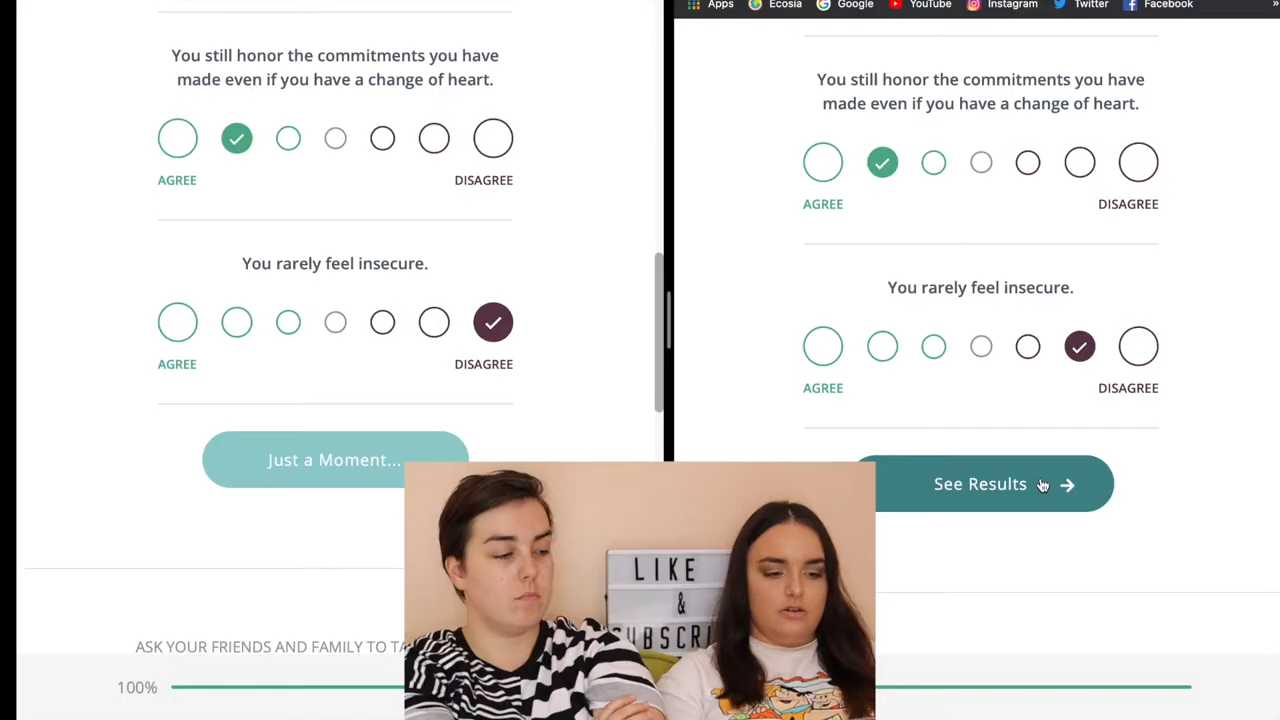 Apps Ecosia Google YouTube Instagram Twitter Facebook »
You still honor the commitments you have
made even if you have a change of heart.
AGREE DISAGREE
You rarely feel insecure.
AGREE DISAGREE
Just a Moment...
ASK YOUR FRIENDS AND FAMILY TO TA
100%
You still honor the commitments you have
made even if you have a change of heart.
AGREE DISAGREE
You rarely feel insecure.
AGREE DISAGREE
See Results →
LIKE
&
SUBSCRI